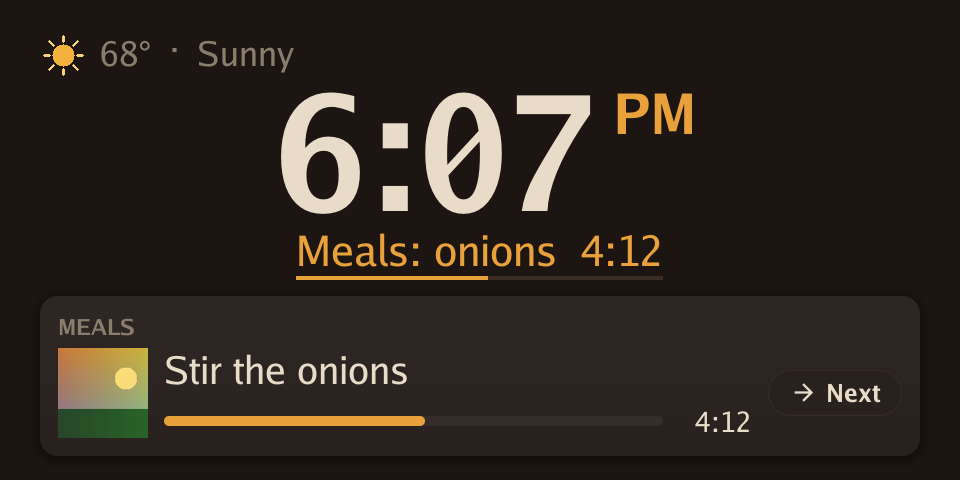 68° · Sunny
6:07 PM
Meals: onions 4:12
MEALS
Stir the onions
4:12
→ Next